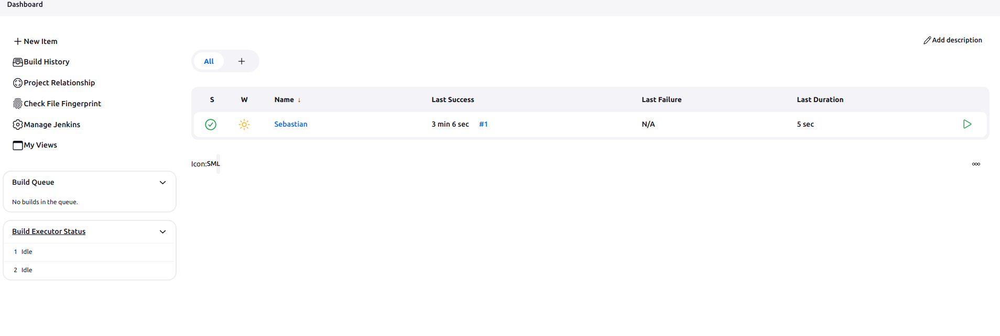 Dashboard
New Item
Build History
Project Relationship
Check File Fingerprint
Manage Jenkins
My Views
Build Queue
No builds in the queue.
Build Executor Status
1 Idle
2 Idle
Add description
All +
S W Name ↓ Last Success Last Failure Last Duration
Sebastian 3 min 6 sec #1 N/A 5 sec
Icon:SML